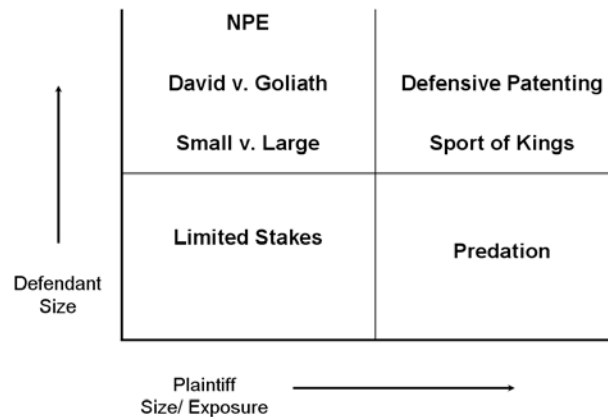 NPE
David v. Goliath
Small v. Large
Defensive Patenting
Sport of Kings
Limited Stakes
Predation
Defendant
Size
Plaintiff
Size/ Exposure